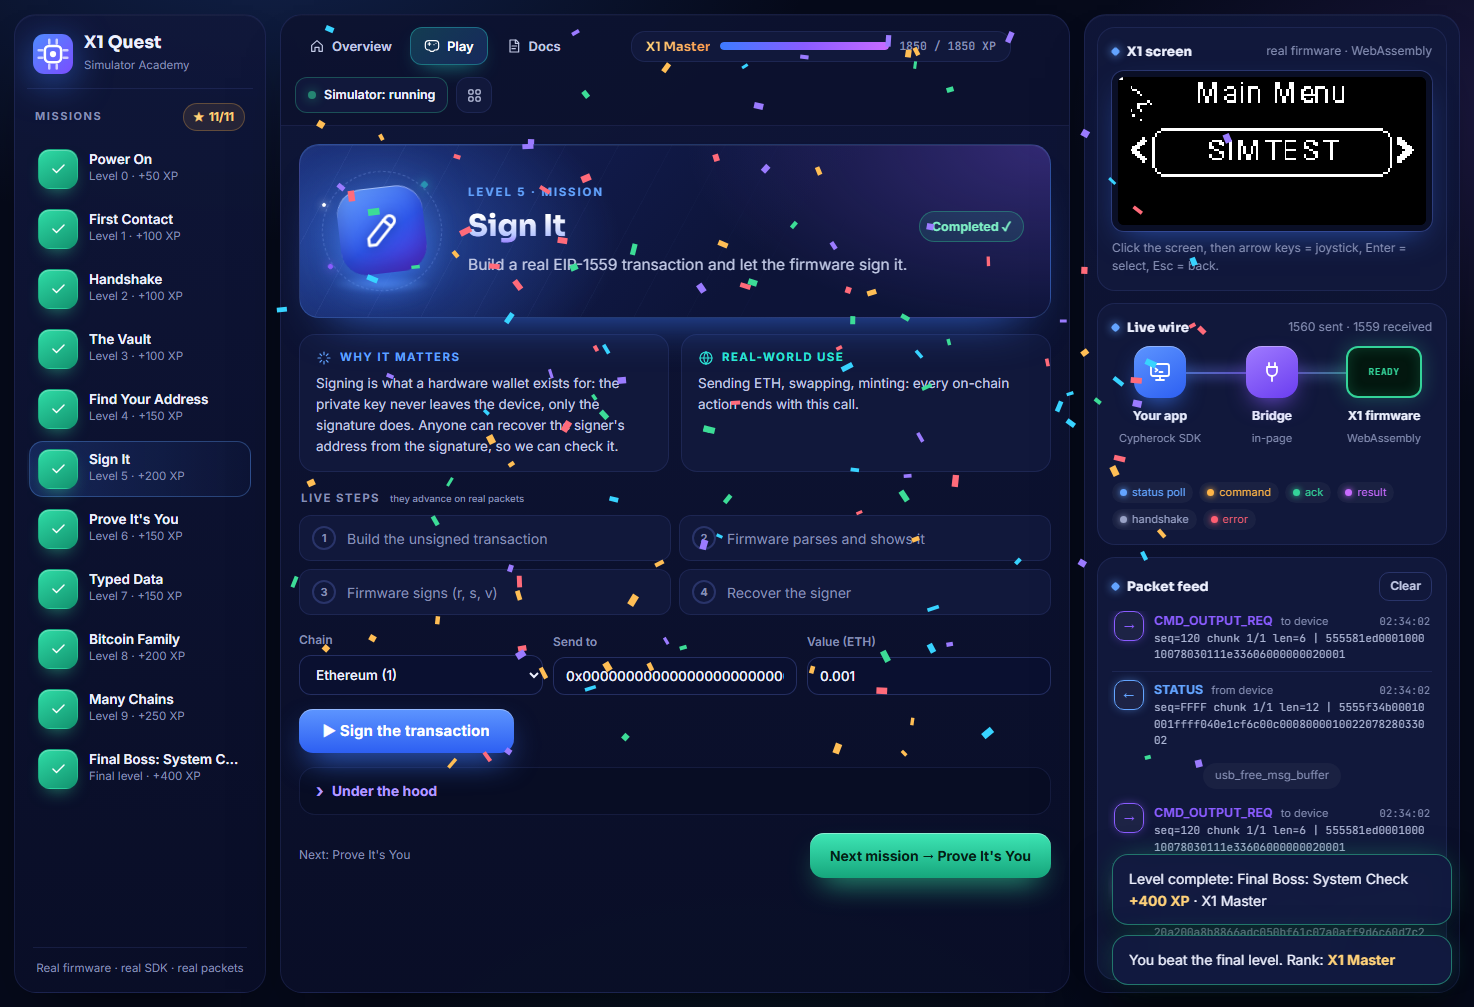 X1 Quest
Simulator Academy
MISSIONS
★ 11/11
Power On
Level 0 · +50 XP
First Contact
Level 1 · +100 XP
Handshake
Level 2 · +100 XP
The Vault
Level 3 · +100 XP
Find Your Address
Level 4 · +150 XP
Sign It
Level 5 · +200 XP
Prove It's You
Level 6 · +150 XP
Typed Data
Level 7 · +150 XP
Bitcoin Family
Level 8 · +200 XP
Many Chains
Level 9 · +250 XP
Final Boss: System C...
Final level · +400 XP
Real firmware · real SDK · real packets
Overview
Play
Docs
X1 Master
1850 / 1850 XP
Simulator: running
LEVEL 5 · MISSION
Sign It
Build a real EIP-1559 transaction and let the firmware sign it.
Completed ✓
WHY IT MATTERS
Signing is what a hardware wallet exists for: the
private key never leaves the device, only the
signature does. Anyone can recover the signer's
address from the signature, so we can check it.
REAL-WORLD USE
Sending ETH, swapping, minting: every on-chain
action ends with this call.
LIVE STEPS they advance on real packets
1 Build the unsigned transaction
2 Firmware parses and shows it
3 Firmware signs (r, s, v)
4 Recover the signer
Chain
Ethereum (1)
Send to
0x0000000000000000000000000
Value (ETH)
0.001
▶ Sign the transaction
› Under the hood
Next: Prove It's You
Next mission → Prove It's You
X1 screen
real firmware · WebAssembly
Main Menu
SIMTEST
Click the screen, then arrow keys = joystick, Enter =
select, Esc = back.
Live wire
1560 sent · 1559 received
READY
Your app
Cypherock SDK
Bridge
in-page
X1 firmware
WebAssembly
status poll
command
ack
result
handshake
error
Packet feed
Clear
→ CMD_OUTPUT_REQ to device 02:34:02
seq=120 chunk 1/1 len=6 | 555581ed0001000
10078030111e33606000000020001
← STATUS from device 02:34:02
seq=FFFF chunk 1/1 len=12 | 5555f34b00010
001ffff040e1cf6c00c0008000010022078280330
02
usb_free_msg_buffer
→ CMD_OUTPUT_REQ to device 02:34:02
seq=120 chunk 1/1 len=6 | 555581ed0001000
10078030111e33606000000020001
Level complete: Final Boss: System Check
+400 XP · X1 Master
You beat the final level. Rank: X1 Master